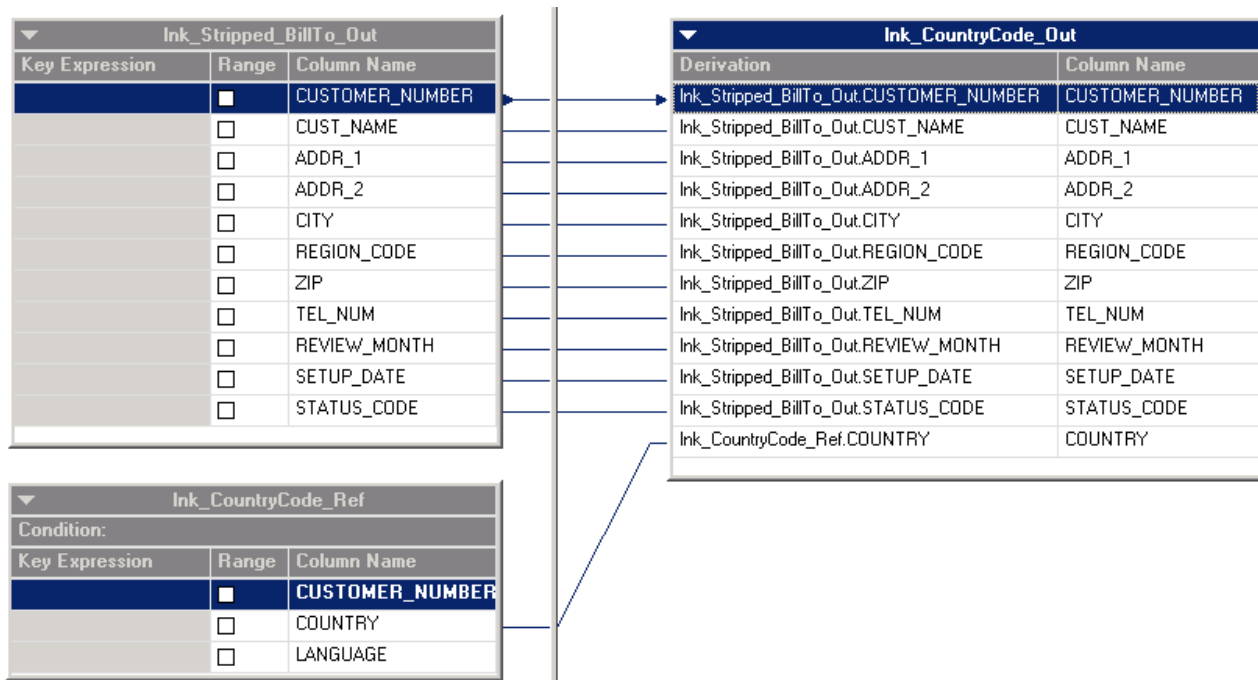 lnk_Stripped_BillTo_Out
Key Expression Range Column Name
CUSTOMER_NUMBER
CUST_NAME
ADDR_1
ADDR_2
CITY
REGION_CODE
ZIP
TEL_NUM
REVIEW_MONTH
SETUP_DATE
STATUS_CODE
lnk_CountryCode_Ref
Condition:
Key Expression Range Column Name
CUSTOMER_NUMBER
COUNTRY
LANGUAGE
lnk_CountryCode_Out
Derivation Column Name
lnk_Stripped_BillTo_Out.CUSTOMER_NUMBER CUSTOMER_NUMBER
lnk_Stripped_BillTo_Out.CUST_NAME CUST_NAME
lnk_Stripped_BillTo_Out.ADDR_1 ADDR_1
lnk_Stripped_BillTo_Out.ADDR_2 ADDR_2
lnk_Stripped_BillTo_Out.CITY CITY
lnk_Stripped_BillTo_Out.REGION_CODE REGION_CODE
lnk_Stripped_BillTo_Out.ZIP ZIP
lnk_Stripped_BillTo_Out.TEL_NUM TEL_NUM
lnk_Stripped_BillTo_Out.REVIEW_MONTH REVIEW_MONTH
lnk_Stripped_BillTo_Out.SETUP_DATE SETUP_DATE
lnk_Stripped_BillTo_Out.STATUS_CODE STATUS_CODE
lnk_CountryCode_Ref.COUNTRY COUNTRY